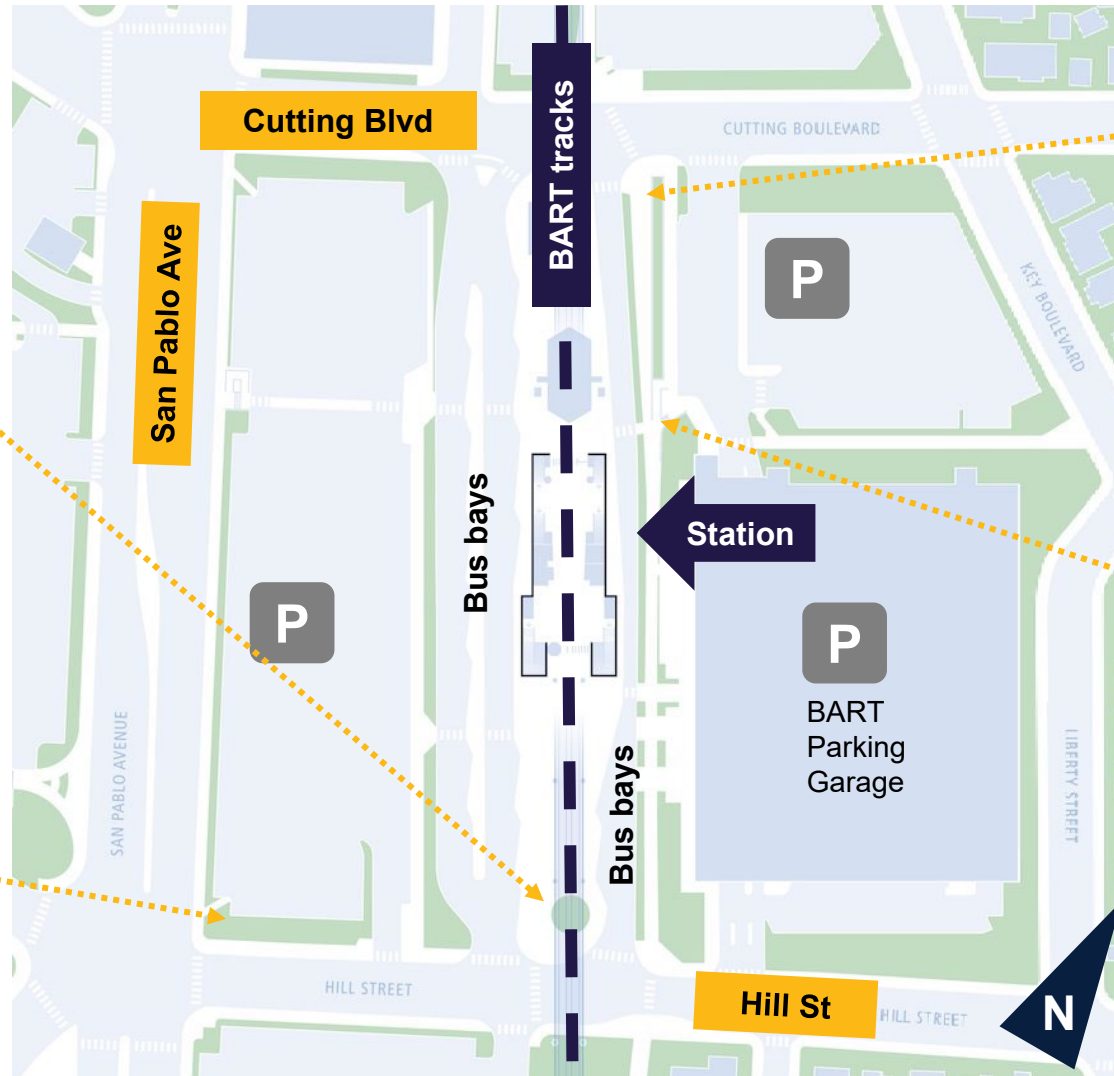 Cutting Blvd
BART tracks
CUTTING BOULEVARD
San Pablo Ave
P
KEY BOULEVARD
Bus bays
Station
P
P
BART
Parking
Garage
SAN PABLO AVENUE
LIBERTY STREET
Bus bays
HILL STREET
Hill St
HILL STREET
N